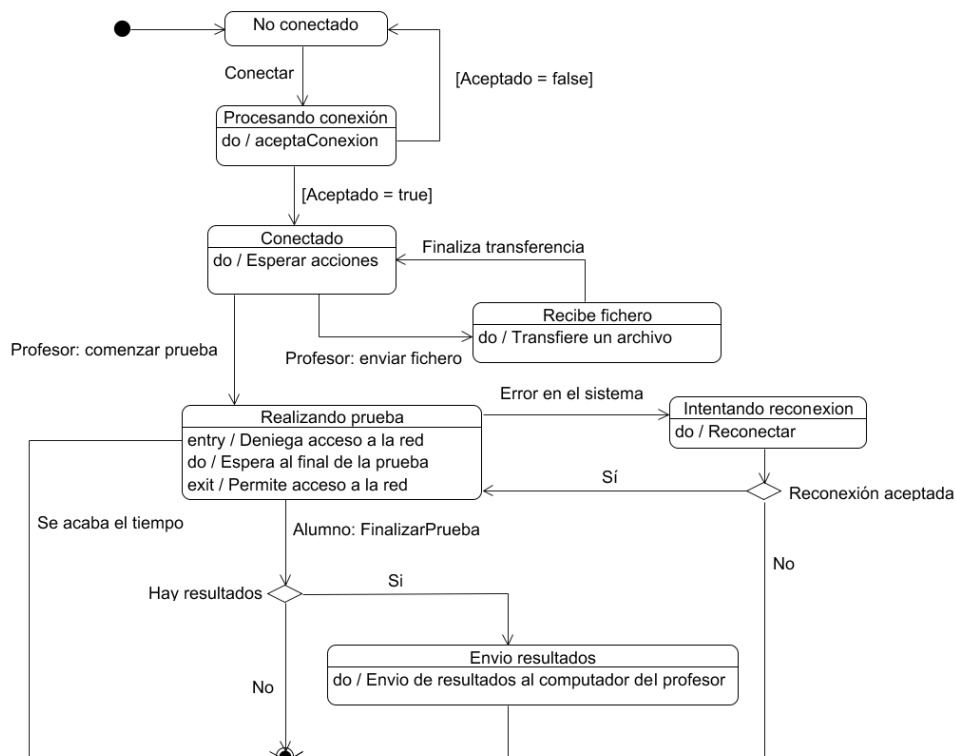 No conectado
Conectar
[Aceptado = false]
Procesando conexión
do / aceptaConexion
[Aceptado = true]
Conectado
do / Esperar acciones
Finaliza transferencia
Recibe fichero
do / Transfiere un archivo
Profesor: comenzar prueba
Profesor: enviar fichero
Error en el sistema
Realizando prueba
entry / Deniega acceso a la red
do / Espera al final de la prueba
exit / Permite acceso a la red
Intentando reconexion
do / Reconectar
Sí
Reconexión aceptada
Se acaba el tiempo
Alumno: FinalizarPrueba
No
Hay resultados
Si
Envio resultados
do / Envio de resultados al computador del profesor
No